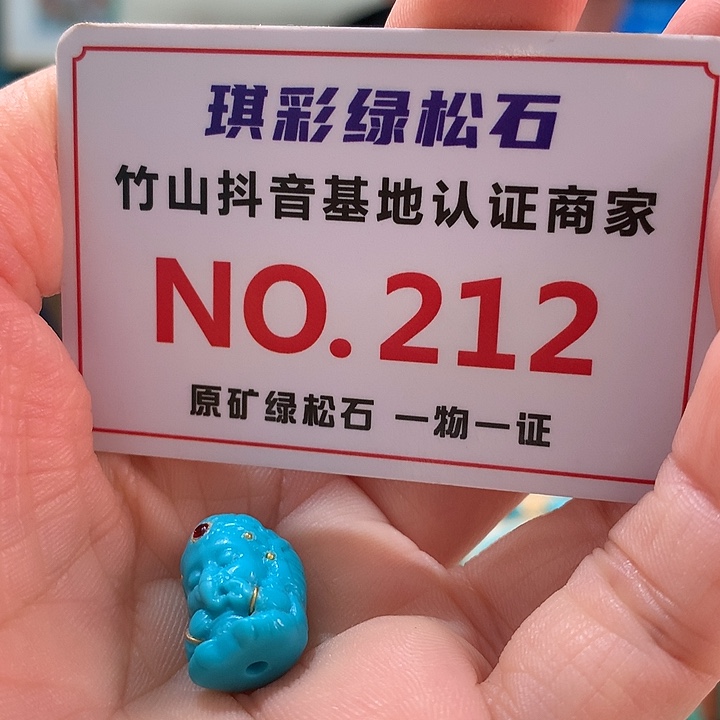 琪彩绿松石
竹山抖音基地认证商家
NO.212
原矿绿松石 一物一证